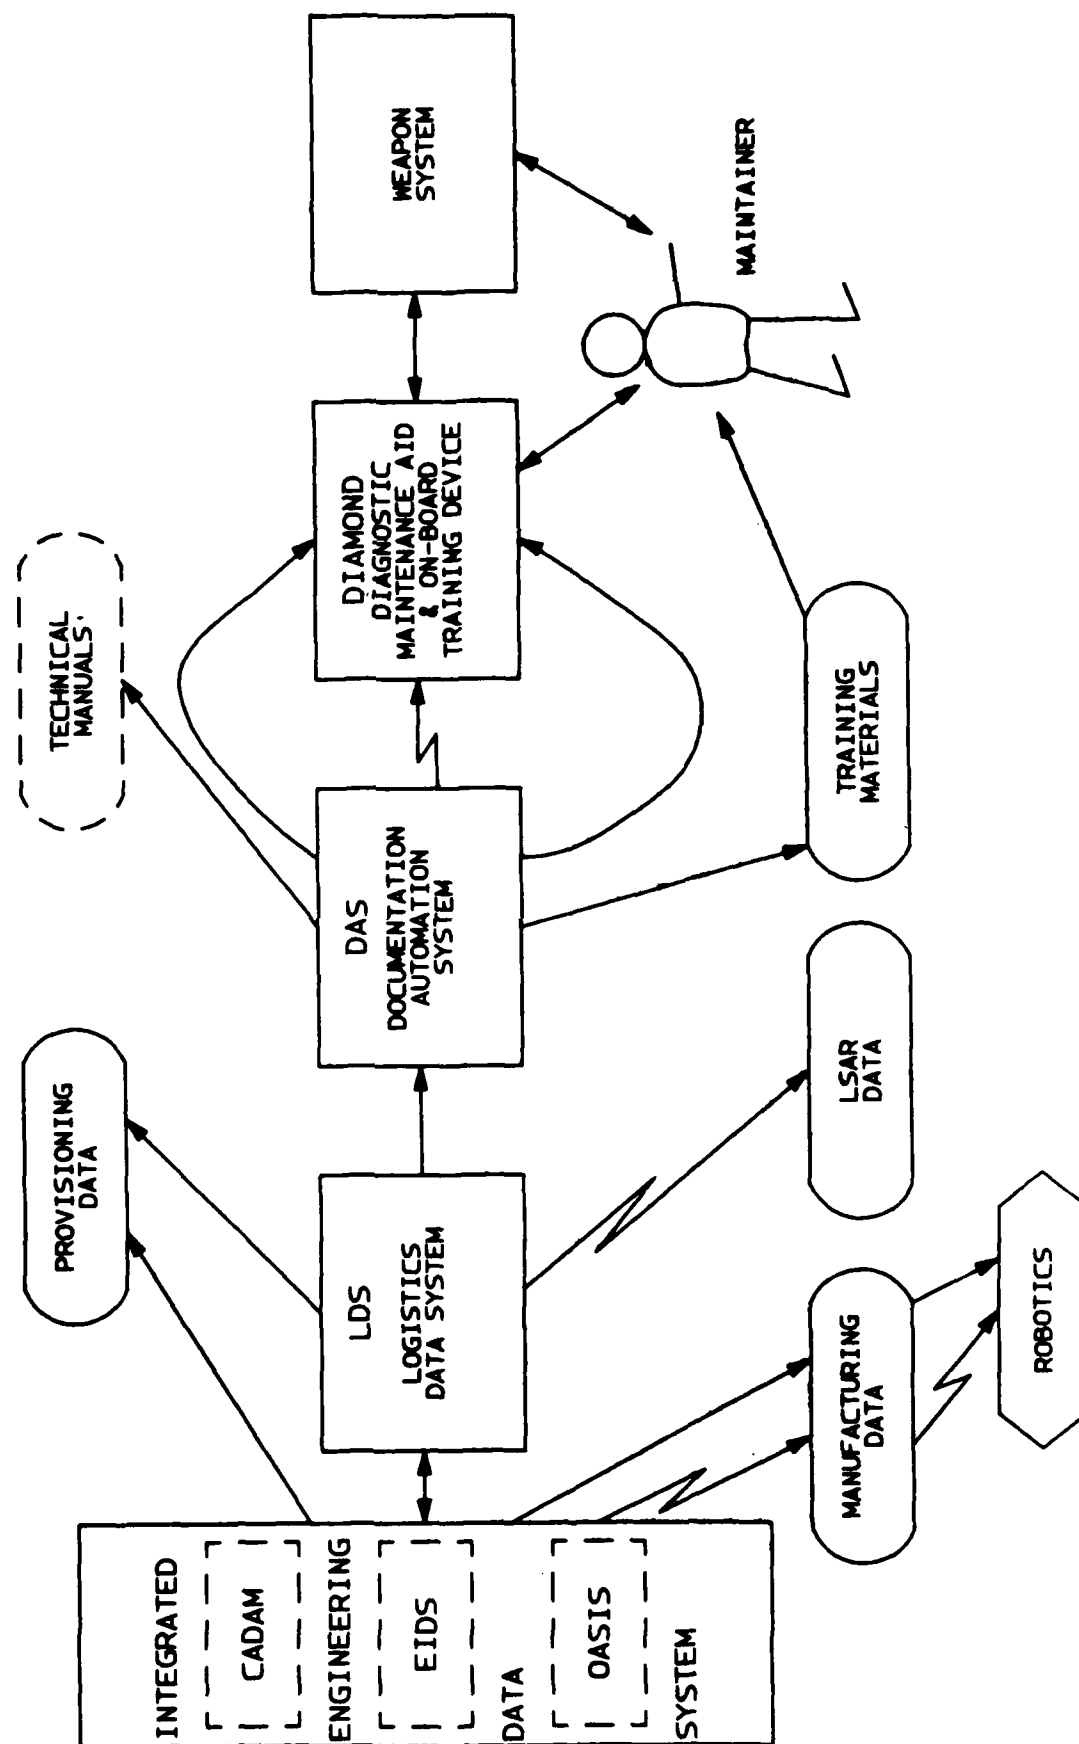 INTEGRATED
CADAM
ENGINEERING
EIDS
DATA
OASIS
SYSTEM
PROVISIONING
DATA
LDS
LOGISTICS
DATA SYSTEM
MANUFACTURING
DATA
ROBOTICS
LSAR
DATA
DAS
DOCUMENTATION
AUTOMATION
SYSTEM
TECHNICAL
MANUALS
DIAMOND
DIAGNOSTIC
MAINTENANCE AID
& ON-BOARD
TRAINING DEVICE
TRAINING
MATERIALS
WEAPON
SYSTEM
MAINTAINER